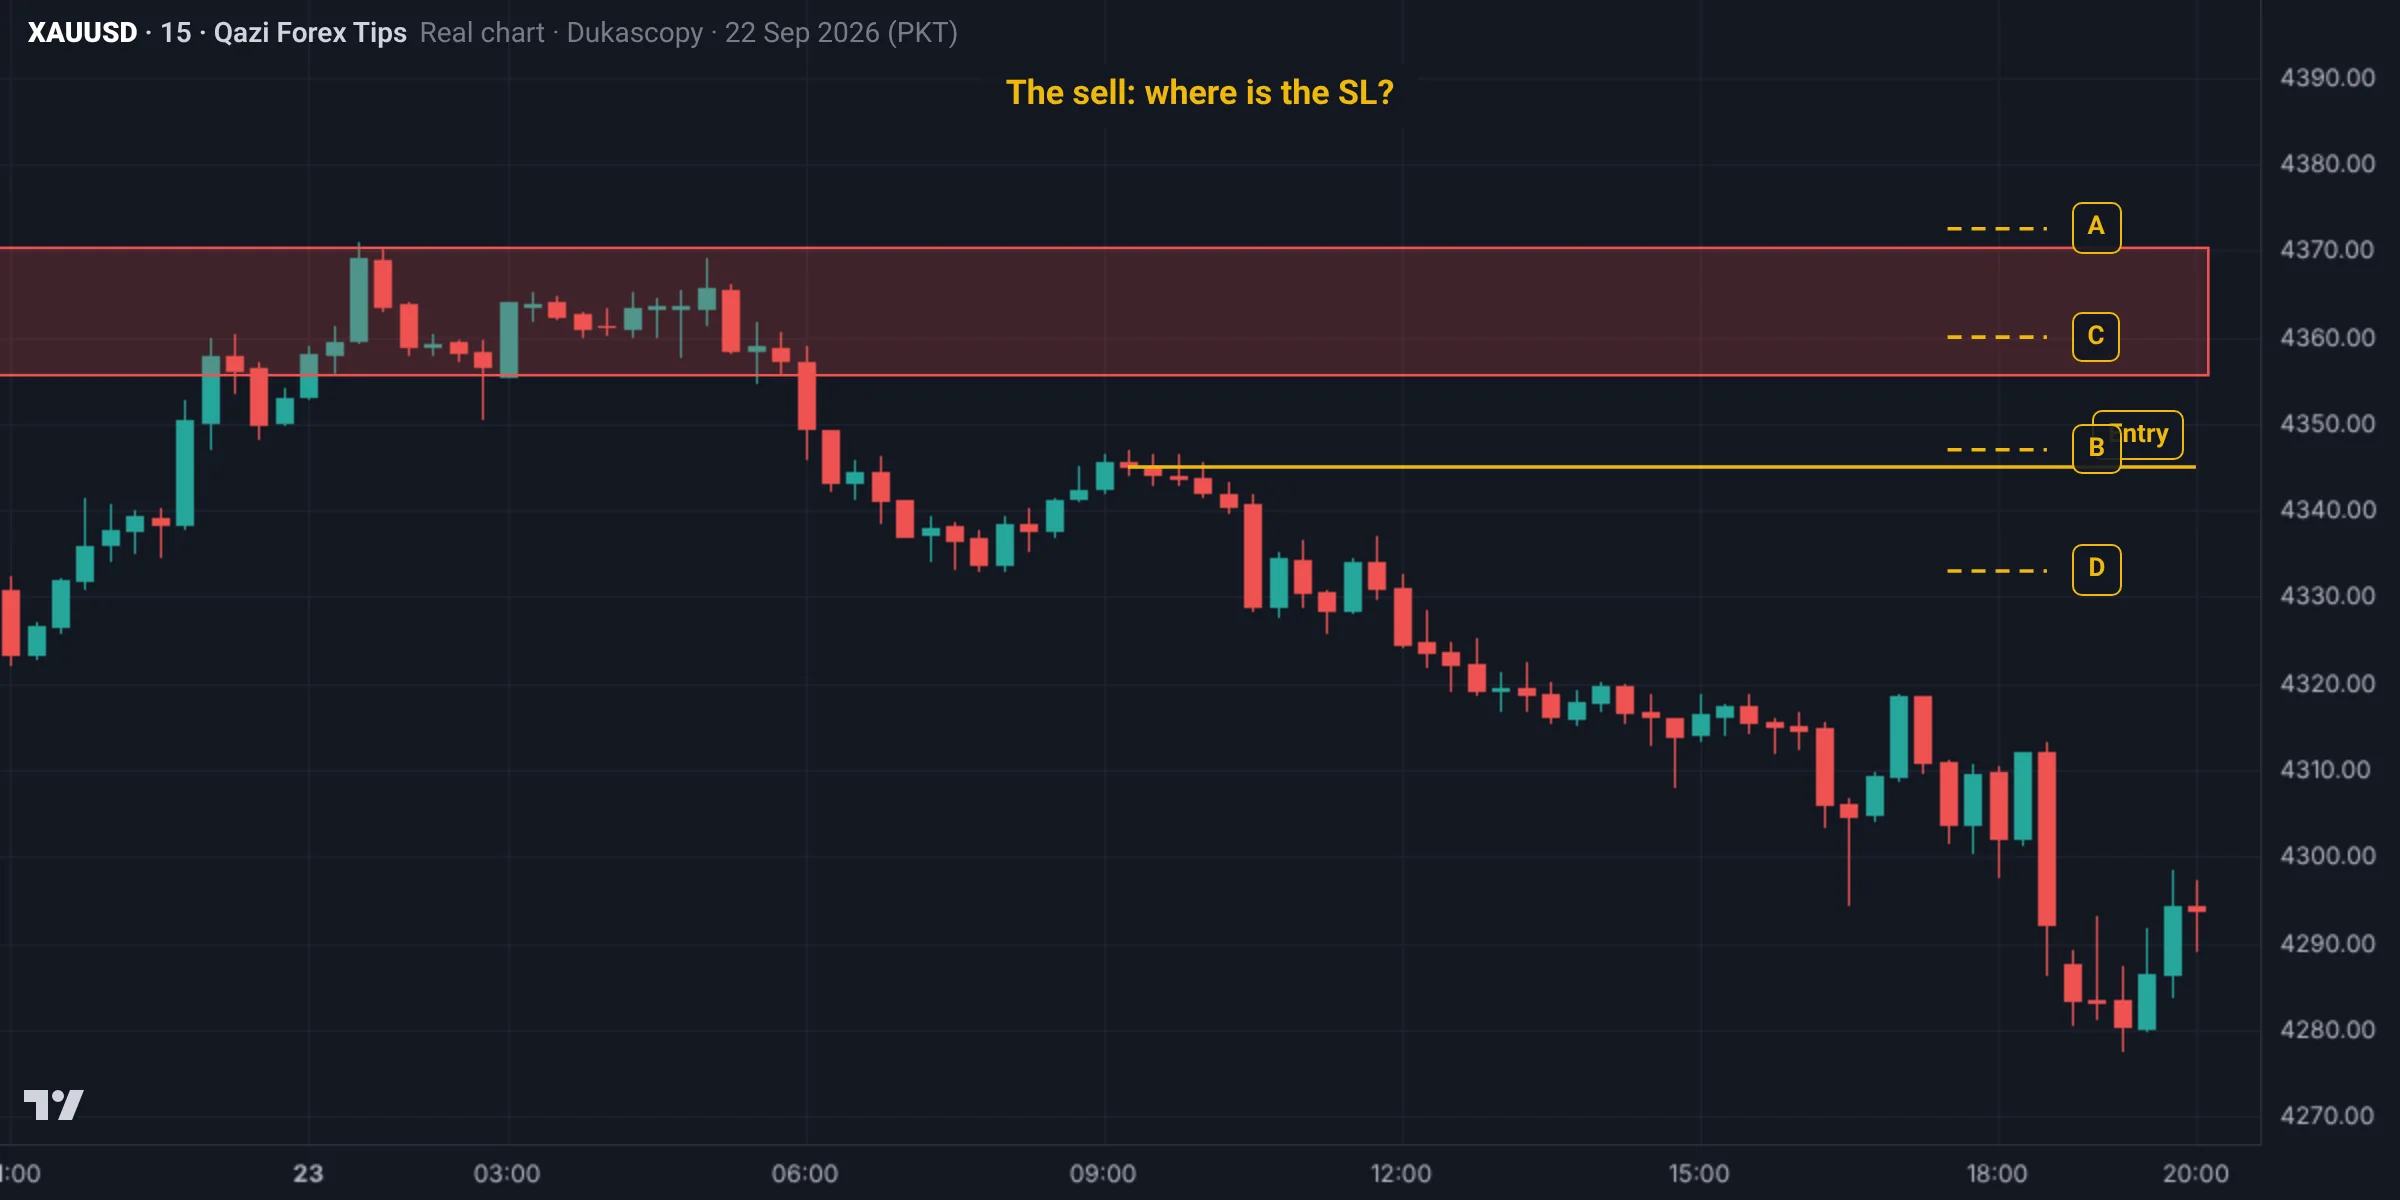 XAUUSD · 15 · Qazi Forex Tips Real chart · Dukascopy · 22 Sep 2026 (PKT)
The sell: where is the SL?
4390.00
4380.00
A
4370.00
C
4360.00
4350.00
B
4340.00
D
4330.00
4320.00
4310.00
4300.00
4290.00
4280.00
4270.00
23 03:00 06:00 09:00 12:00 15:00 18:00 20:00